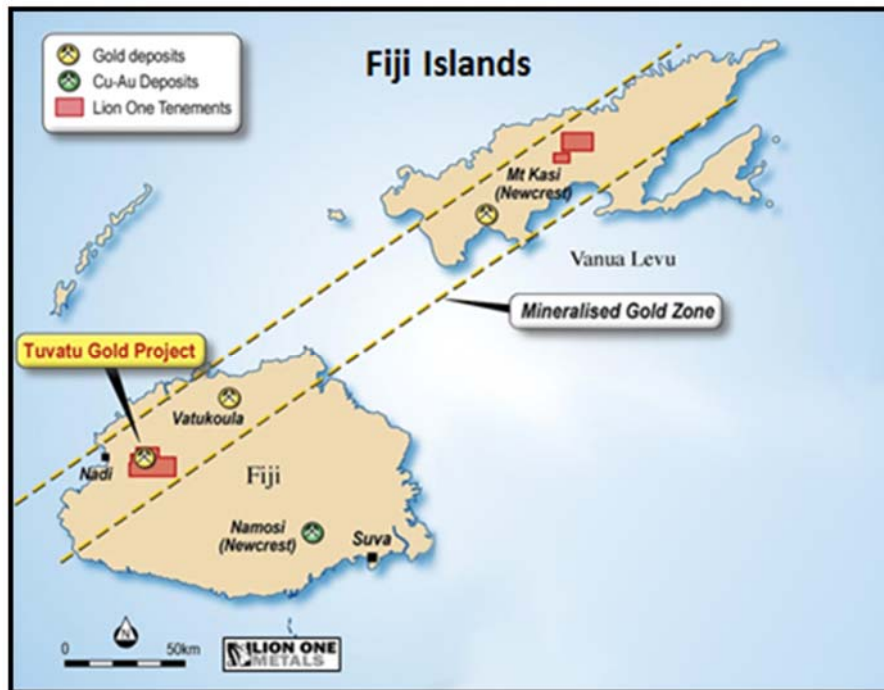 Gold deposits
Cu-Au Deposits
Lion One Tenements
Fiji Islands
Mt Kasi
(Newcrest)
Vanua Levu
Mineralised Gold Zone
Tuvatu Gold Project
Vatukoula
Nadi
Fiji
Namosi
(Newcrest)
Suva
N
0 50km
LION ONE
METALS